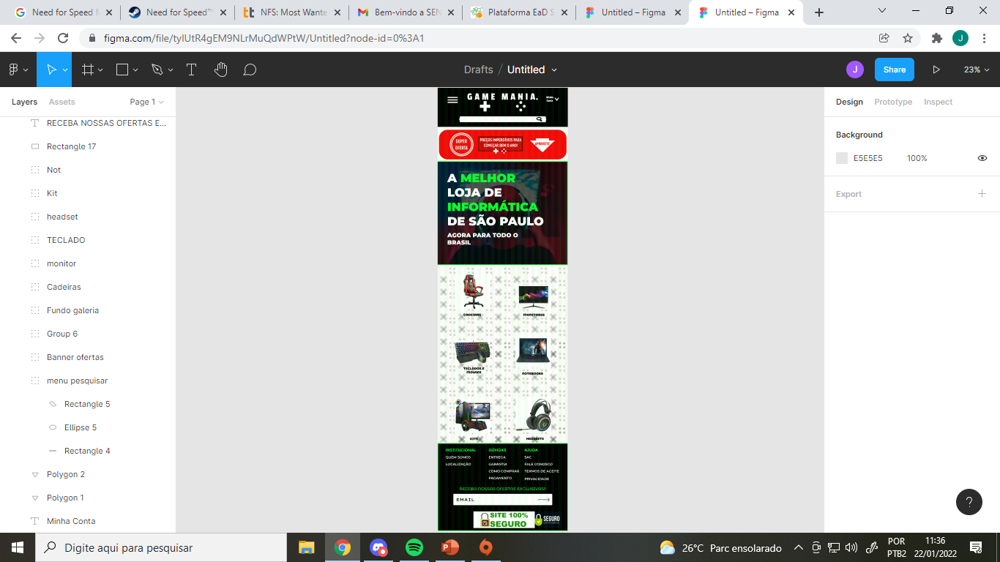 Need for Speed M
Need for Speed™
NFS: Most Wante
Bem-vindo a SEN
Plataforma EaD S
Untitled – Figma
Untitled – Figma
figma.com/file/tylUtR4gEM9NLrMuQdWPtW/Untitled?node-id=0%3A1
J
Drafts / Untitled
J
Share
23%
Layers
Assets
Page 1
RECEBA NOSSAS OFERTAS E...
Rectangle 17
Not
Kit
headset
TECLADO
monitor
Cadeiras
Fundo galeria
Group 6
Banner ofertas
menu pesquisar
Rectangle 5
Ellipse 5
Rectangle 4
Polygon 2
Polygon 1
Minha Conta
GAME MANIA.
Minha
Conta
SUPER
OFERTA
PREÇOS IMPERDÍVEIS PARA
COMEÇAR BEM O ANO!
APROVEITE
A MELHOR
LOJA DE
INFORMÁTICA
DE SÃO PAULO
AGORA PARA TODO O
BRASIL
CADEIRAS
MONITORES
TECLADOS E
MOUSES
NOTEBOOKS
KITS
HEADSETS
INSTITUCIONAL
QUEM SOMOS
LOCALIZAÇÃO
DÚVIDAS
ENTREGA
GARANTIA
COMO COMPRAR
PAGAMENTO
AJUDA
SAC
FALE CONOSCO
TERMOS DE ACEITE
PRIVACIDADE
RECEBA NOSSAS OFERTAS EXCLUSIVAS!
EMAIL
SITE 100%
SEGURO
SEGURO
Design
Prototype
Inspect
Background
E5E5E5
100%
Export
?
Digite aqui para pesquisar
26°C Parc ensolarado
POR
PTB2
11:36
22/01/2022